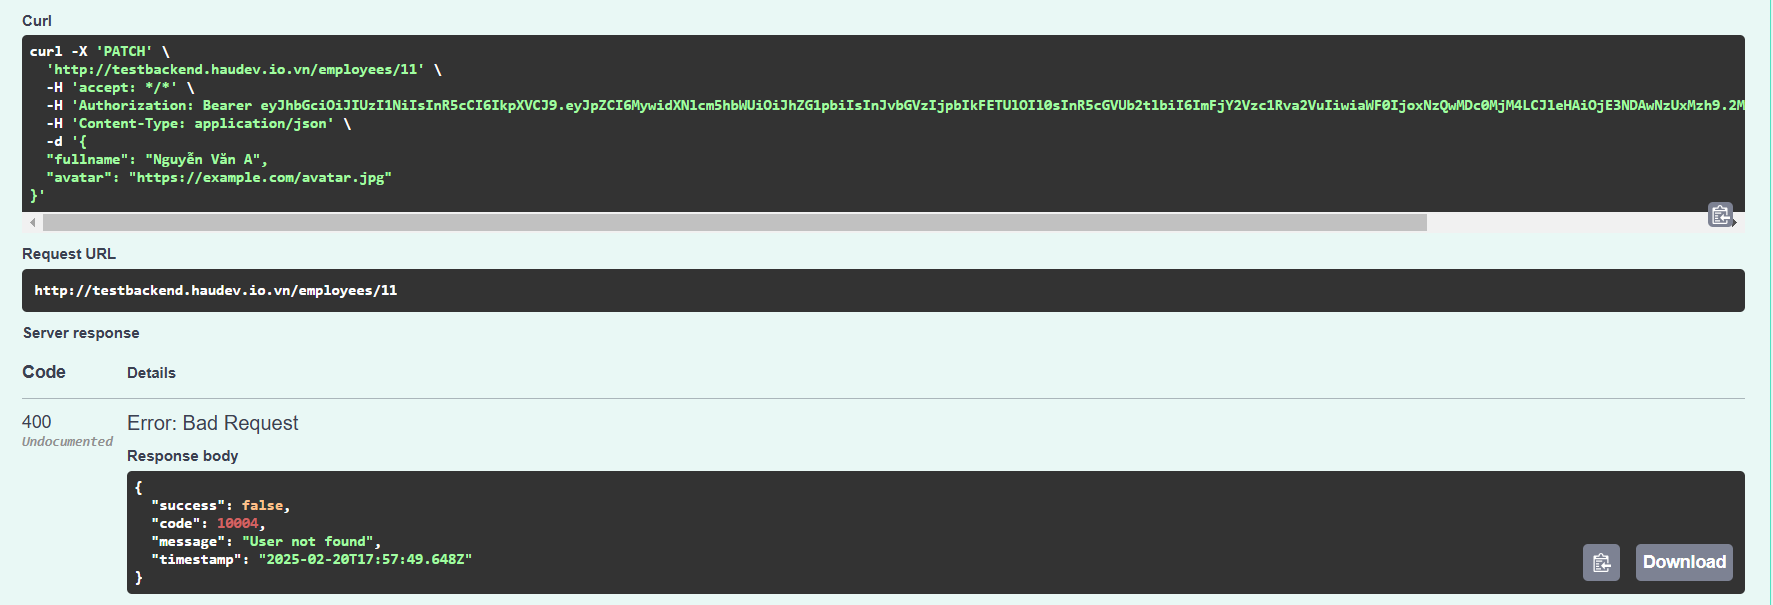 Curl
curl -X 'PATCH' \
'http://testbackend.haudev.io.vn/employees/11' \
-H 'accept: */*' \
-H 'Authorization: Bearer eyJhbGciOiJIUzI1NiIsInR5cCI6IkpXVCJ9.eyJpZCI6MywidXNlcm5hbWUiOiJhZG1pbiIsInJvbGVzIjpbIkFETUlOIl0sInR5cGVUb2tlbiI6ImFjY2Vzc1Rva2VuIiwiaWF0IjoxNzQwMDc0MjM4LCJleHAiOjE3NDAwNzUxMzh9.2M
-H 'Content-Type: application/json' \
-d '{
"fullname": "Nguyễn Văn A",
"avatar": "https://example.com/avatar.jpg"
}'
Request URL
http://testbackend.haudev.io.vn/employees/11
Server response
Code Details
400 Error: Bad Request
Undocumented
Response body
{
"success": false,
"code": 10004,
"message": "User not found",
"timestamp": "2025-02-20T17:57:49.648Z"
}
Download